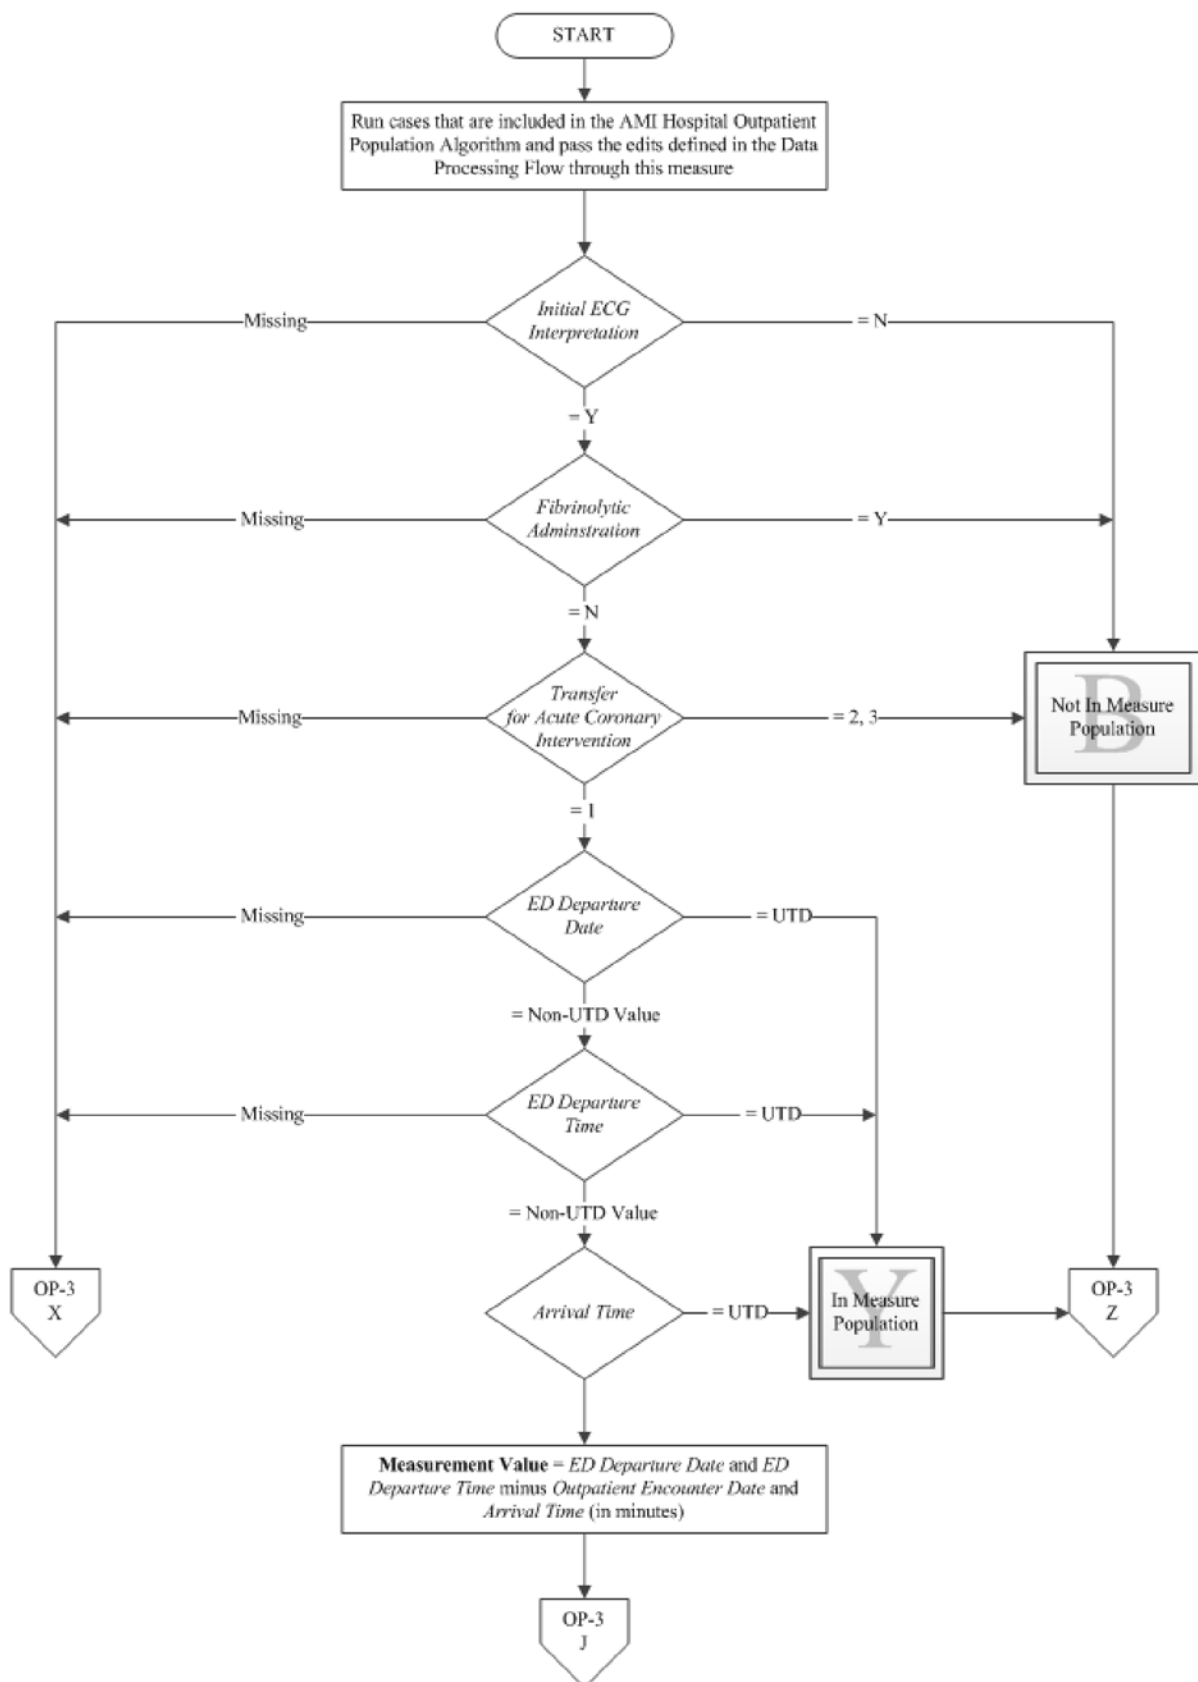 START
Run cases that are included in the AMI Hospital Outpatient
Population Algorithm and pass the edits defined in the Data
Processing Flow through this measure
Initial ECG
Interpretation
Missing
= N
= Y
Fibrinolytic
Adminstration
Missing
= Y
= N
Transfer
for Acute Coronary
Intervention
Missing
= 2, 3
B
Not In Measure
Population
= 1
ED Departure
Date
Missing
= UTD
= Non-UTD Value
ED Departure
Time
Missing
= UTD
= Non-UTD Value
OP-3
X
Arrival Time
= UTD
Y
In Measure
Population
OP-3
Z
Measurement Value = ED Departure Date and ED
Departure Time minus Outpatient Encounter Date and
Arrival Time (in minutes)
OP-3
J